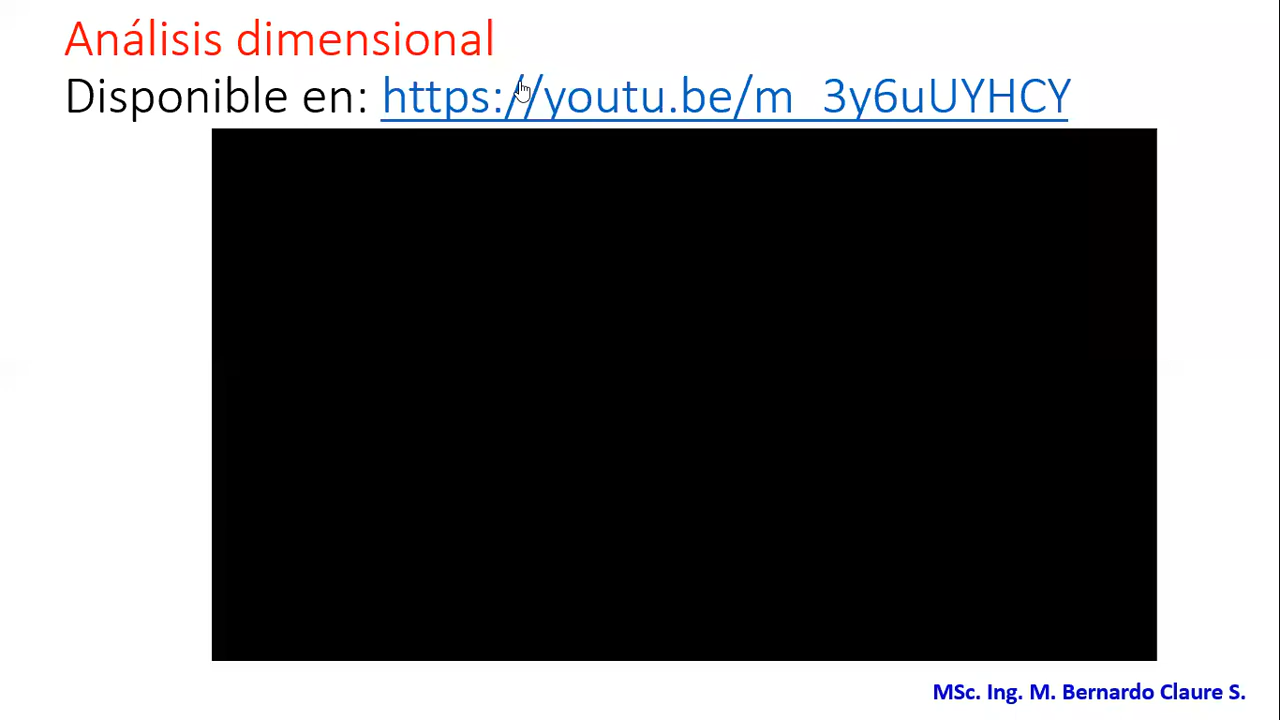 Análisis dimensional
Disponible en: https://youtu.be/m_3y6uUYHCY
MSc. Ing. M. Bernardo Claure S.